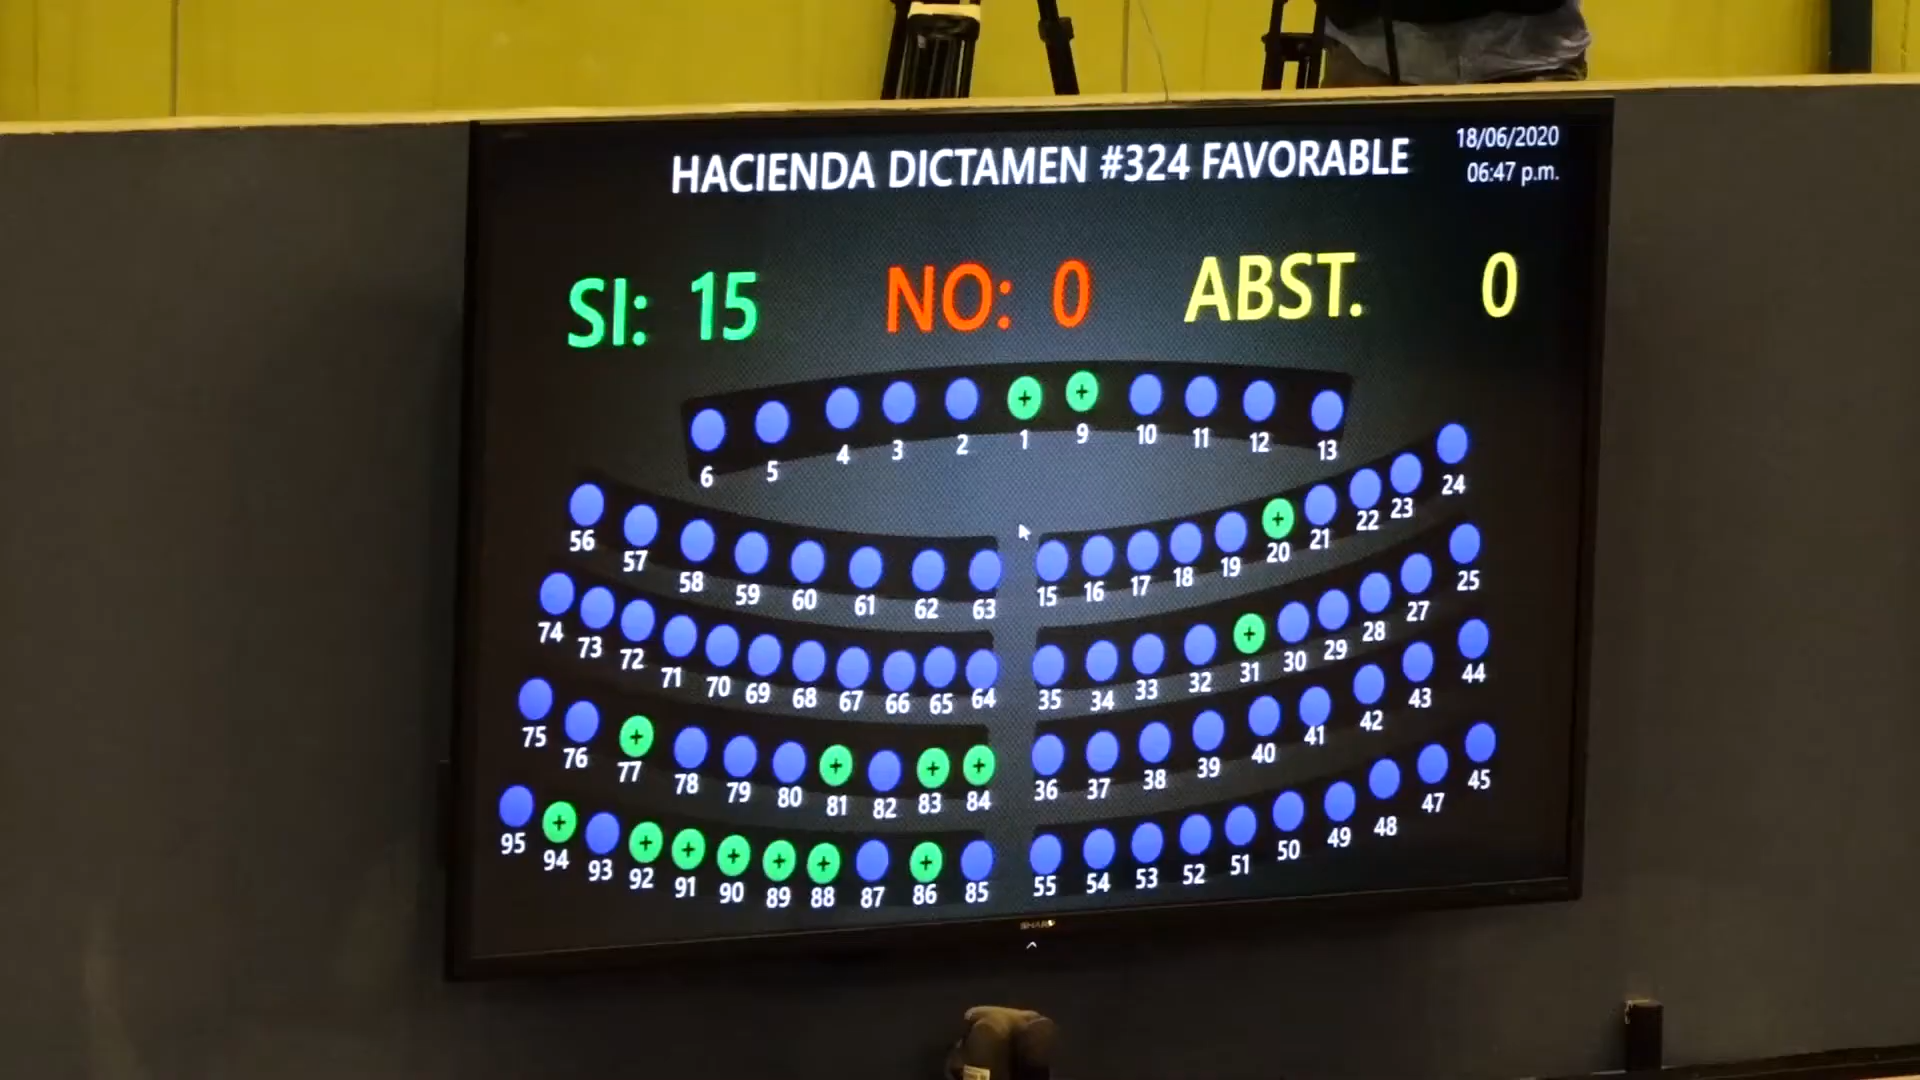 HACIENDA DICTAMEN #324 FAVORABLE
18/06/2020
06:47 p.m.
SI: 15 NO: 0 ABST. 0
6 5 4 3 2 1 9 10 11 12 13
56 57 58 59 60 61 62 63 15 16 17 18 19 20 21 22 23 24
74 73 72 71 70 69 68 67 66 65 64 35 34 33 32 31 30 29 28 27 25
75 76 77 78 79 80 81 82 83 84 36 37 38 39 40 41 42 43 44
95 94 93 92 91 90 89 88 87 86 85 55 54 53 52 51 50 49 48 47 45
SHARP